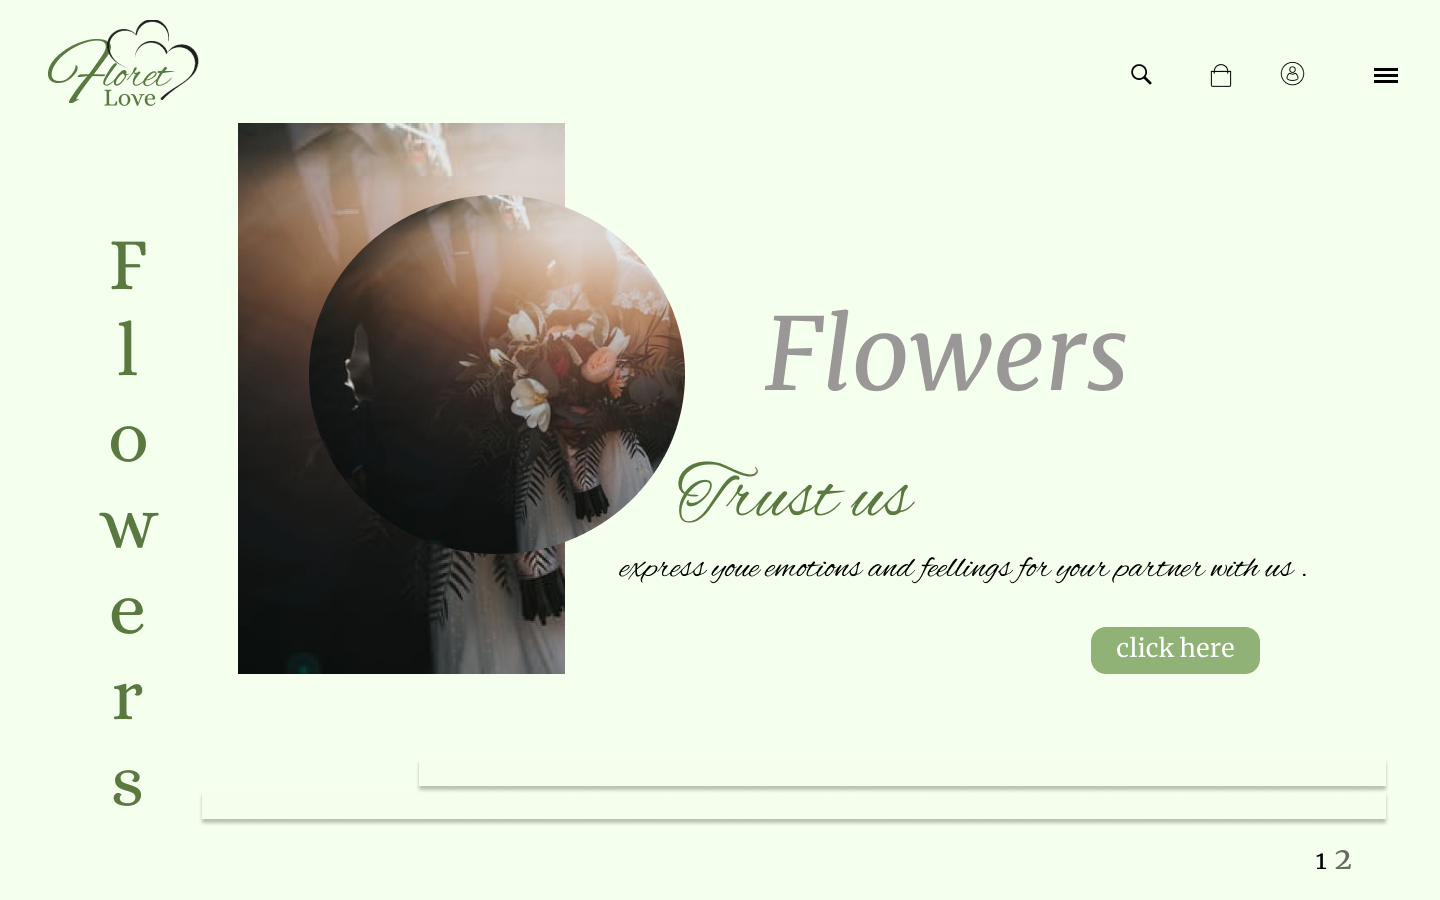 Floret
Love
Flowers
Flowers
Trust us
express youe emotions and feellings for your partner with us .
click here
1 2